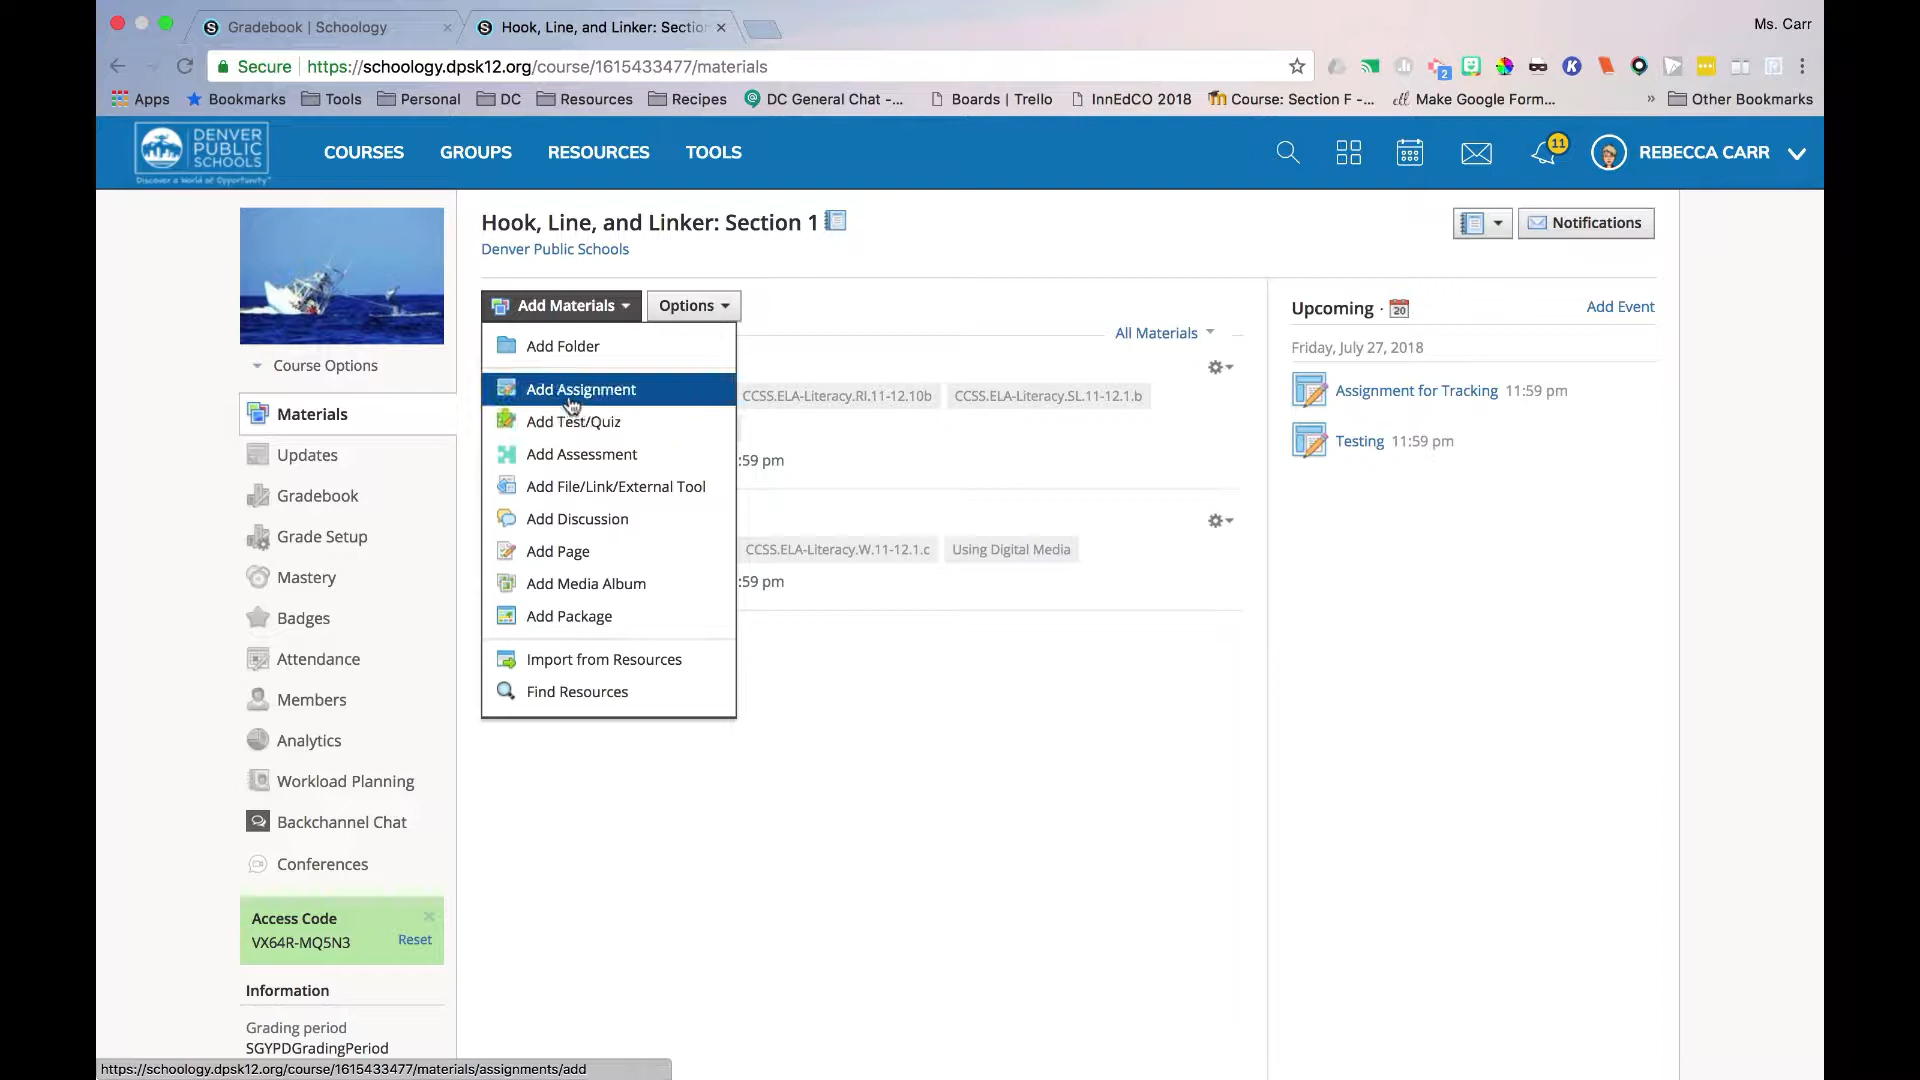 Ms. Carr
Gradebook | Schoology
Hook, Line, and Linker: Sectio
Secure
https://schoology.dpsk12.org/course/1615433477/materials
2
Apps
Bookmarks
Tools
Personal
DC
Resources
Recipes
DC General Chat -...
Boards | Trello
InnEdCO 2018
Course: Section F -...
Make Google Form...
»
Other Bookmarks
DENVER
PUBLIC
SCHOOLS
Discover a World of Opportunity™
COURSES
GROUPS
RESOURCES
TOOLS
11
REBECCA CARR
Hook, Line, and Linker: Section 1
Denver Public Schools
Notifications
Course Options
Materials
Updates
Gradebook
Grade Setup
Mastery
Badges
Attendance
Members
Analytics
Workload Planning
Backchannel Chat
Conferences
Access Code
VX64R-MQ5N3
Reset
Information
Grading period
SGYPDGradingPeriod
Add Materials
Options
Add Folder
Add Assignment
Add Test/Quiz
Add Assessment
Add File/Link/External Tool
Add Discussion
Add Page
Add Media Album
Add Package
Import from Resources
Find Resources
All Materials
CCSS.ELA-Literacy.RI.11-12.10b
CCSS.ELA-Literacy.SL.11-12.1.b
:59 pm
CCSS.ELA-Literacy.W.11-12.1.c
Using Digital Media
:59 pm
Upcoming ·
20
Add Event
Friday, July 27, 2018
Assignment for Tracking 11:59 pm
Testing 11:59 pm
https://schoology.dpsk12.org/course/1615433477/materials/assignments/add